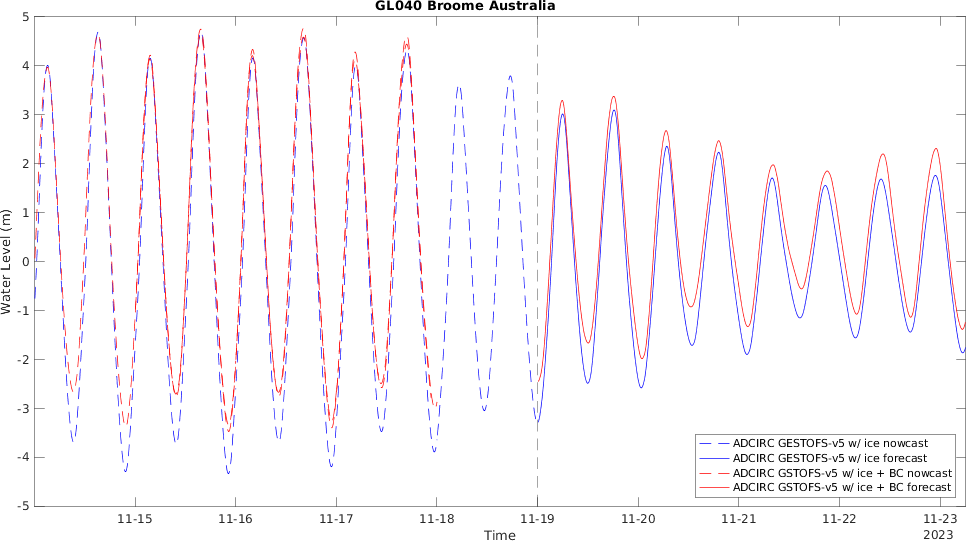 GL040 Broome Australia
5
4
3
2
1
0
-1
-2
-3
-4
-5
Water Level (m)
11-15 11-16 11-17 11-18 11-19 11-20 11-21 11-22 11-23
2023
Time
ADCIRC GESTOFS-v5 w/ ice nowcast
ADCIRC GESTOFS-v5 w/ ice forecast
ADCIRC GSTOFS-v5 w/ ice + BC nowcast
ADCIRC GSTOFS-v5 w/ ice + BC forecast